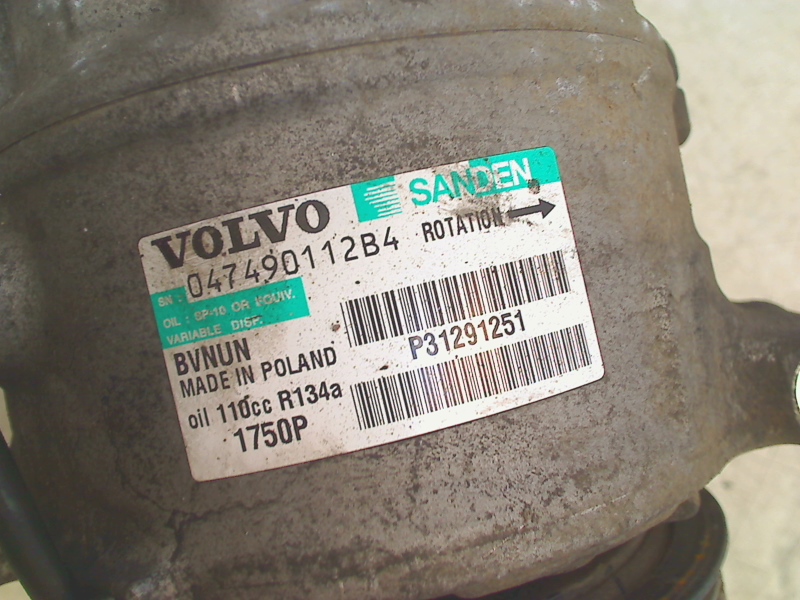 SANDEN
VOLVO
ROTATION
SN: 047490112B4
OIL : SP-10 OR EQUIV.
VARIABLE DISP.
BVNUN
P31291251
MADE IN POLAND
oil 110cc R134a
1750P